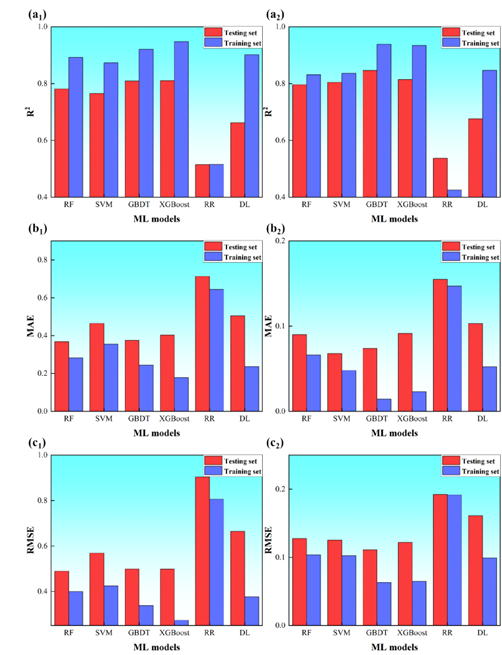 (a1)
1.0
0.8
0.6
0.4
R2
Testing set
Training set
RF SVM GBDT XGBoost RR DL
ML models
(a2)
1.0
0.8
0.6
0.4
R2
Testing set
Training set
RF SVM GBDT XGBoost RR DL
ML models
(b1)
0.8
0.6
0.4
0.2
0.0
MAE
Testing set
Training set
RF SVM GBDT XGBoost RR DL
ML models
(b2)
0.2
0.1
0.0
MAE
Testing set
Training set
RF SVM GBDT XGBoost RR DL
ML models
(c1)
1.0
0.8
0.6
0.4
RMSE
Testing set
Training set
RF SVM GBDT XGBoost RR DL
ML models
(c2)
0.2
0.1
0.0
RMSE
Testing set
Training set
RF SVM GBDT XGBoost RR DL
ML models